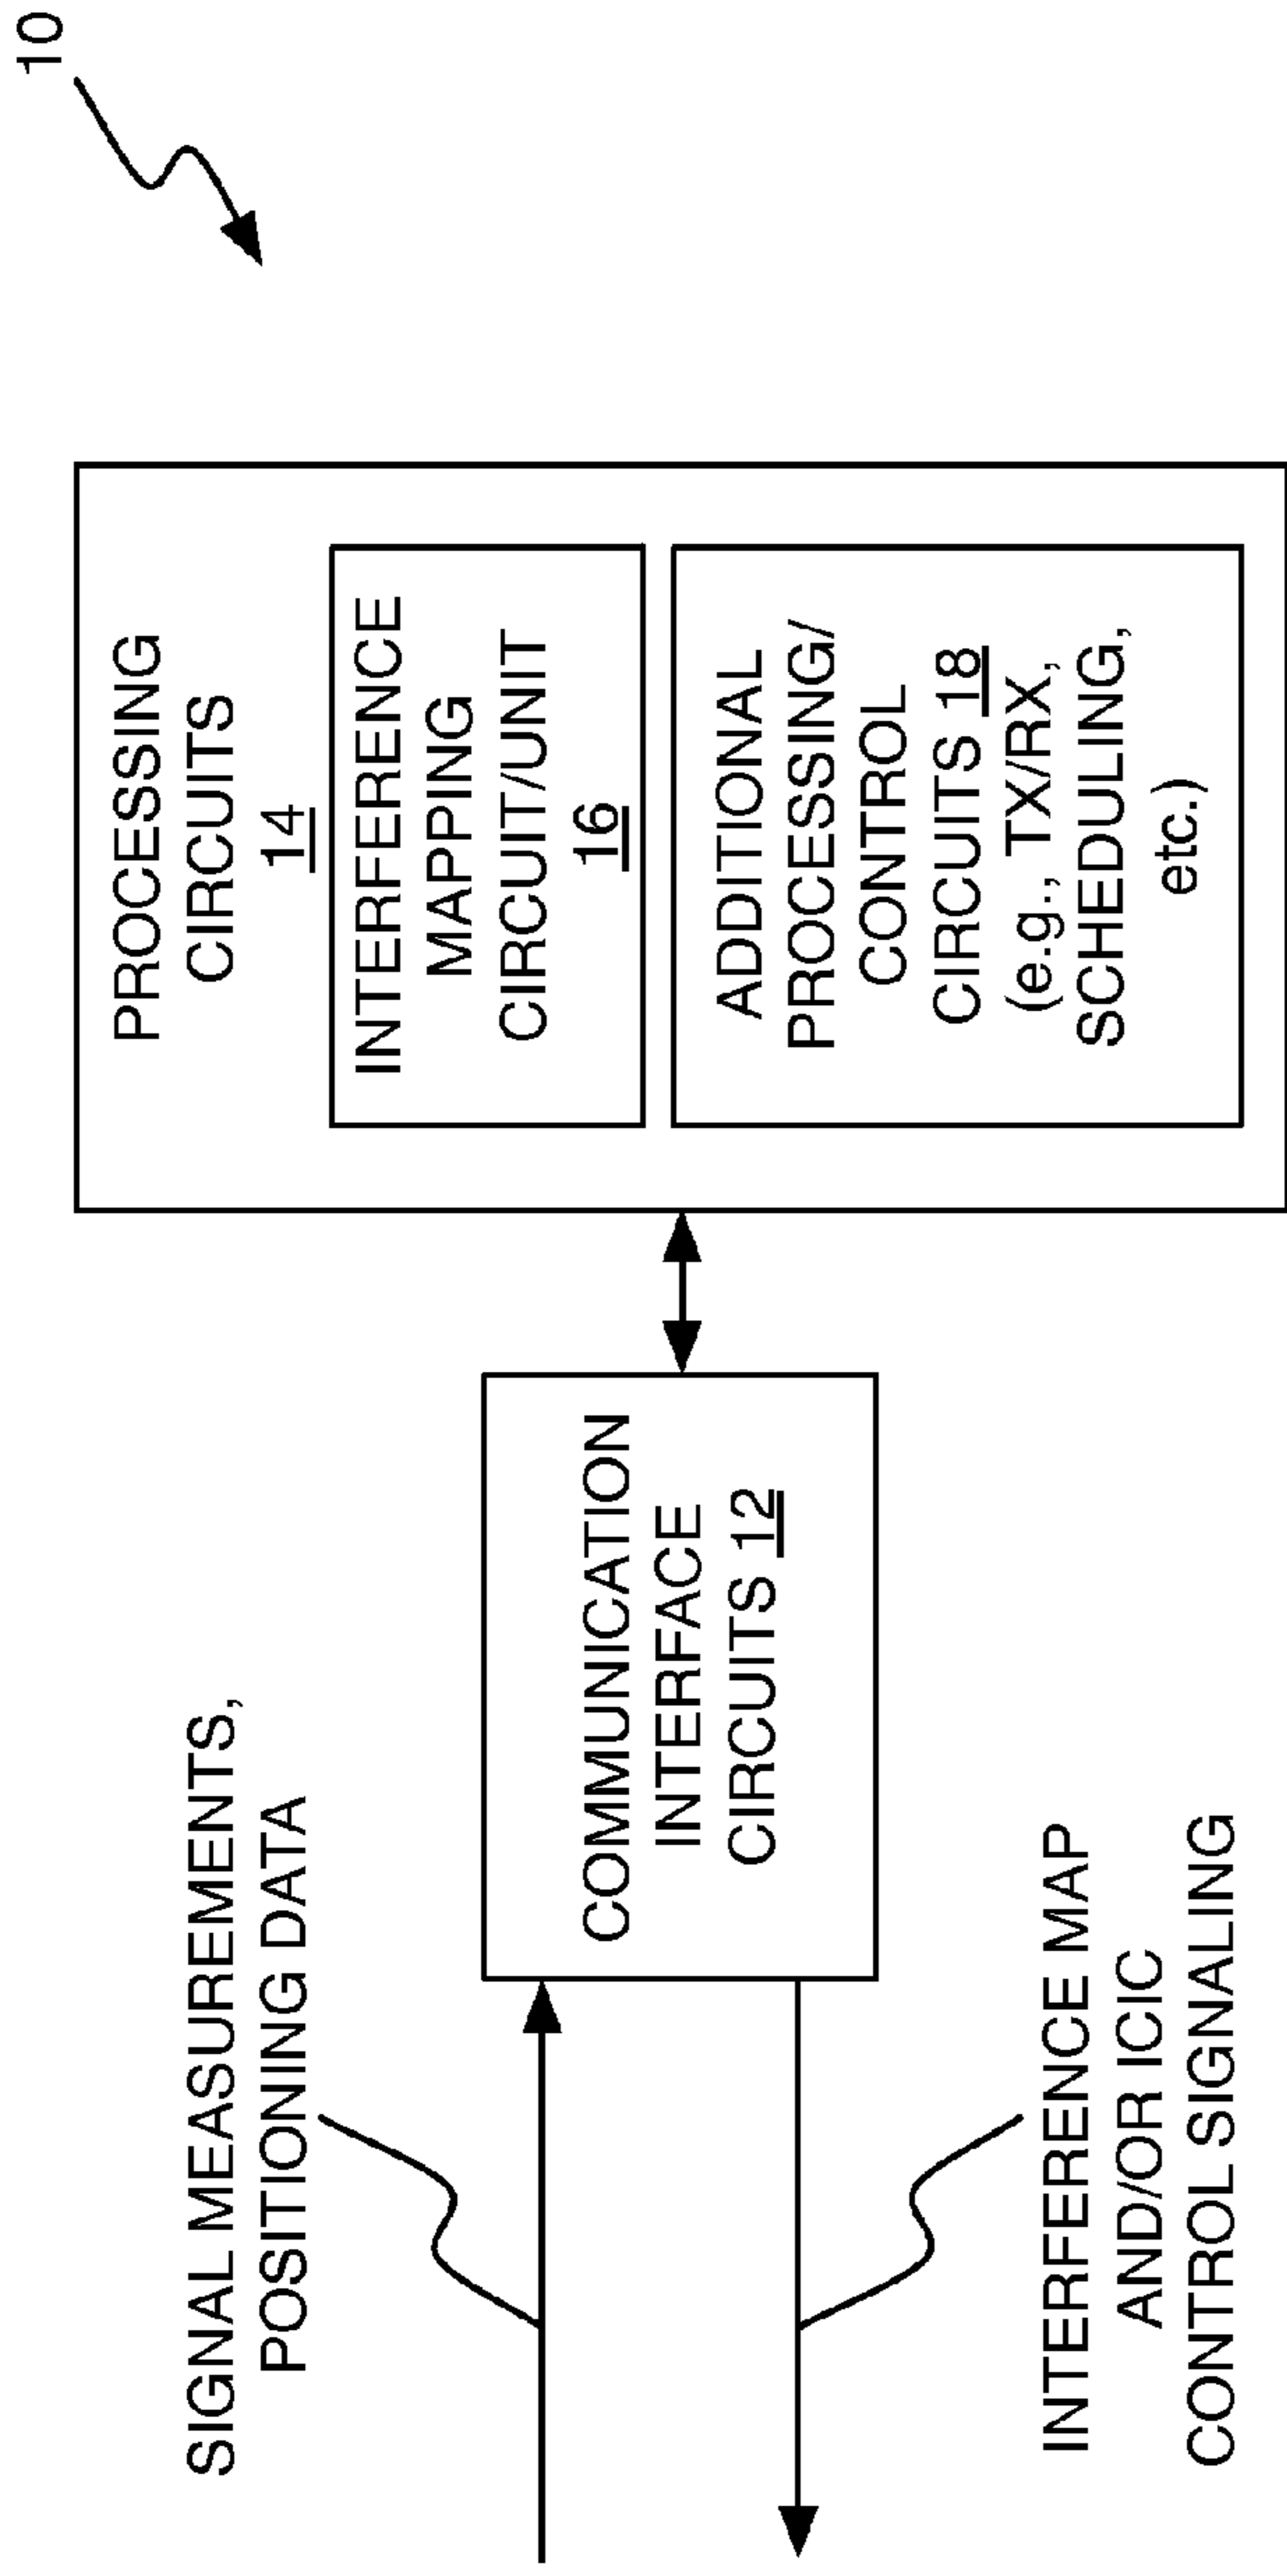 10
SIGNAL MEASUREMENTS,
POSITIONING DATA
COMMUNICATION
INTERFACE
CIRCUITS 12
INTERFERENCE MAP
AND/OR ICIC
CONTROL SIGNALING
PROCESSING
CIRCUITS
14
INTERFERENCE
MAPPING
CIRCUIT/UNIT
16
ADDITIONAL
PROCESSING/
CONTROL
CIRCUITS 18
(e.g., TX/RX,
SCHEDULING,
etc.)